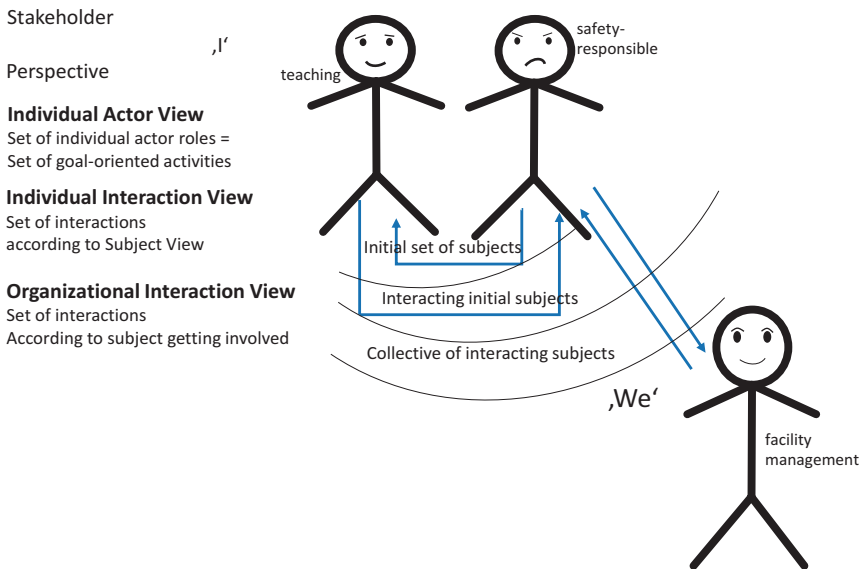 Stakeholder
‚I‘
Perspective
Individual Actor View
Set of individual actor roles =
Set of goal-oriented activities
Individual Interaction View
Set of interactions
according to Subject View
Organizational Interaction View
Set of interactions
According to subject getting involved
teaching
safety-
responsible
Initial set of subjects
Interacting initial subjects
Collective of interacting subjects
‚We‘
facility
management